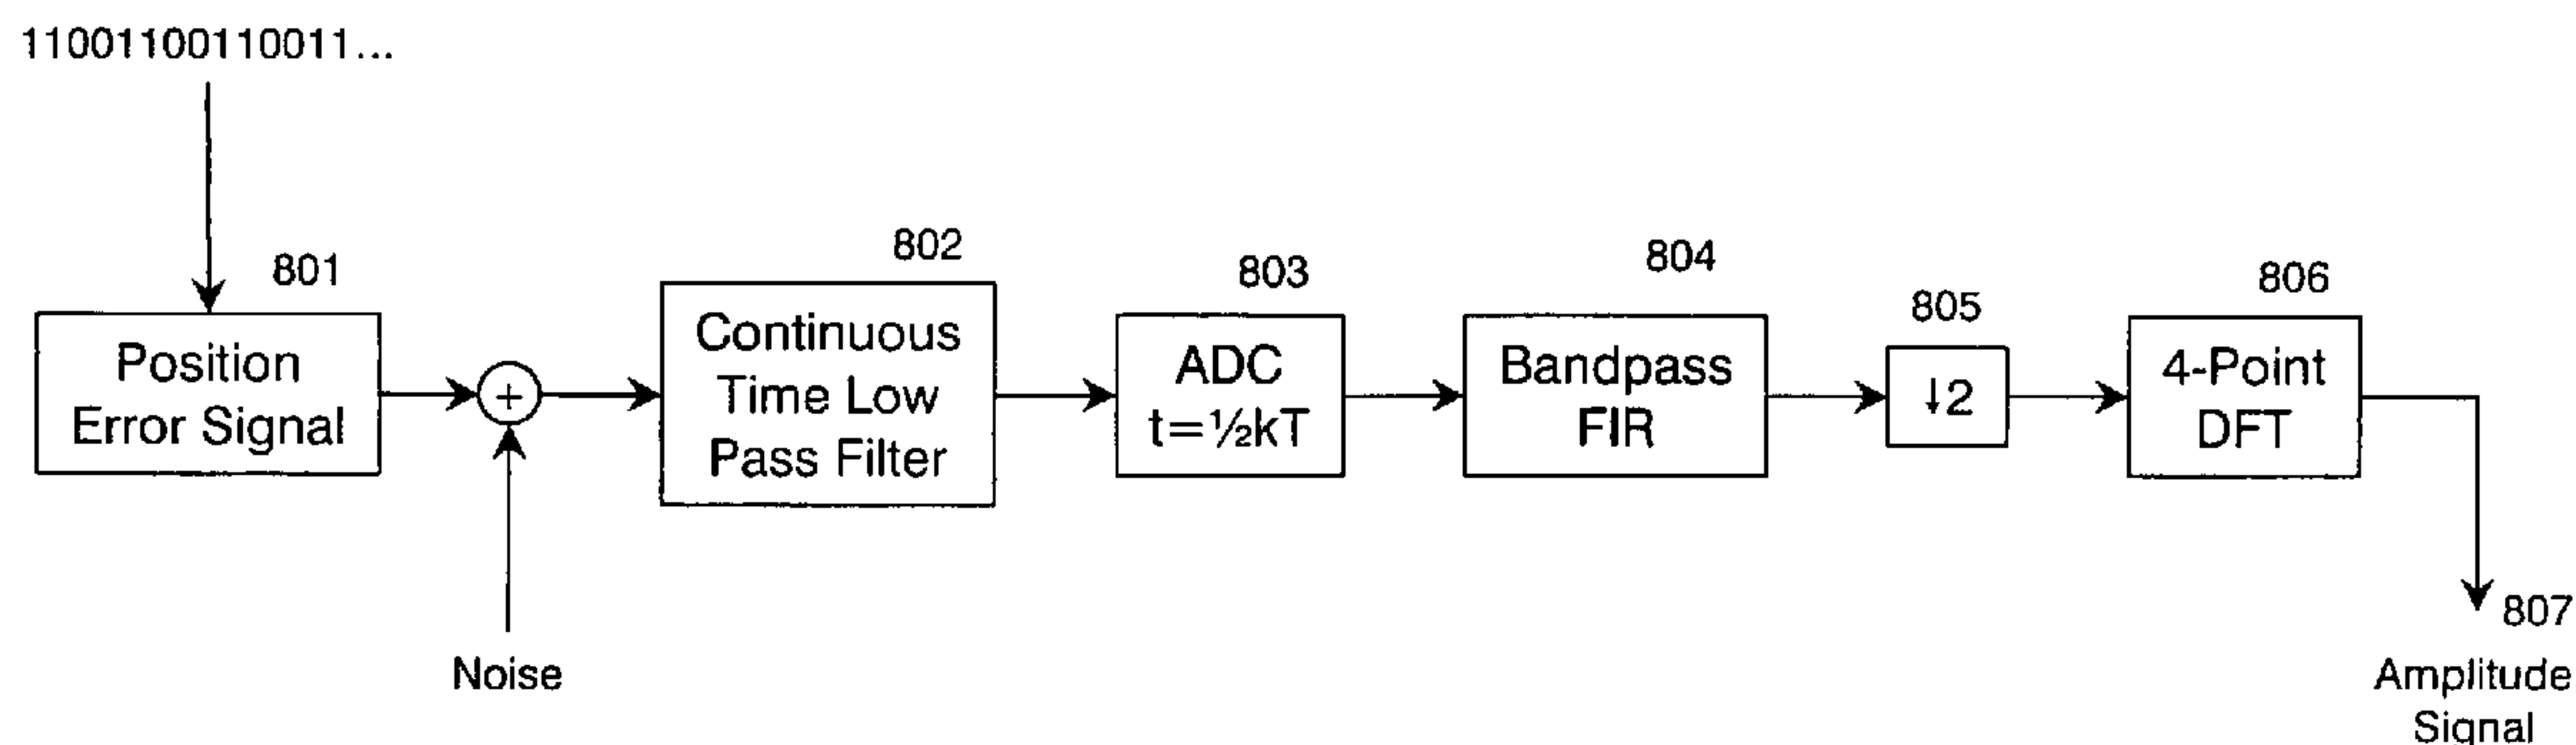 11001100110011...
801
Position
Error Signal
+
Noise
802
Continuous
Time Low
Pass Filter
803
ADC
t=½kT
804
Bandpass
FIR
805
↓2
806
4-Point
DFT
807
Amplitude
Signal